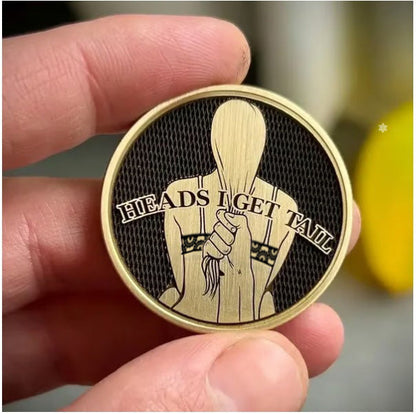 HEADS I GET TAIL